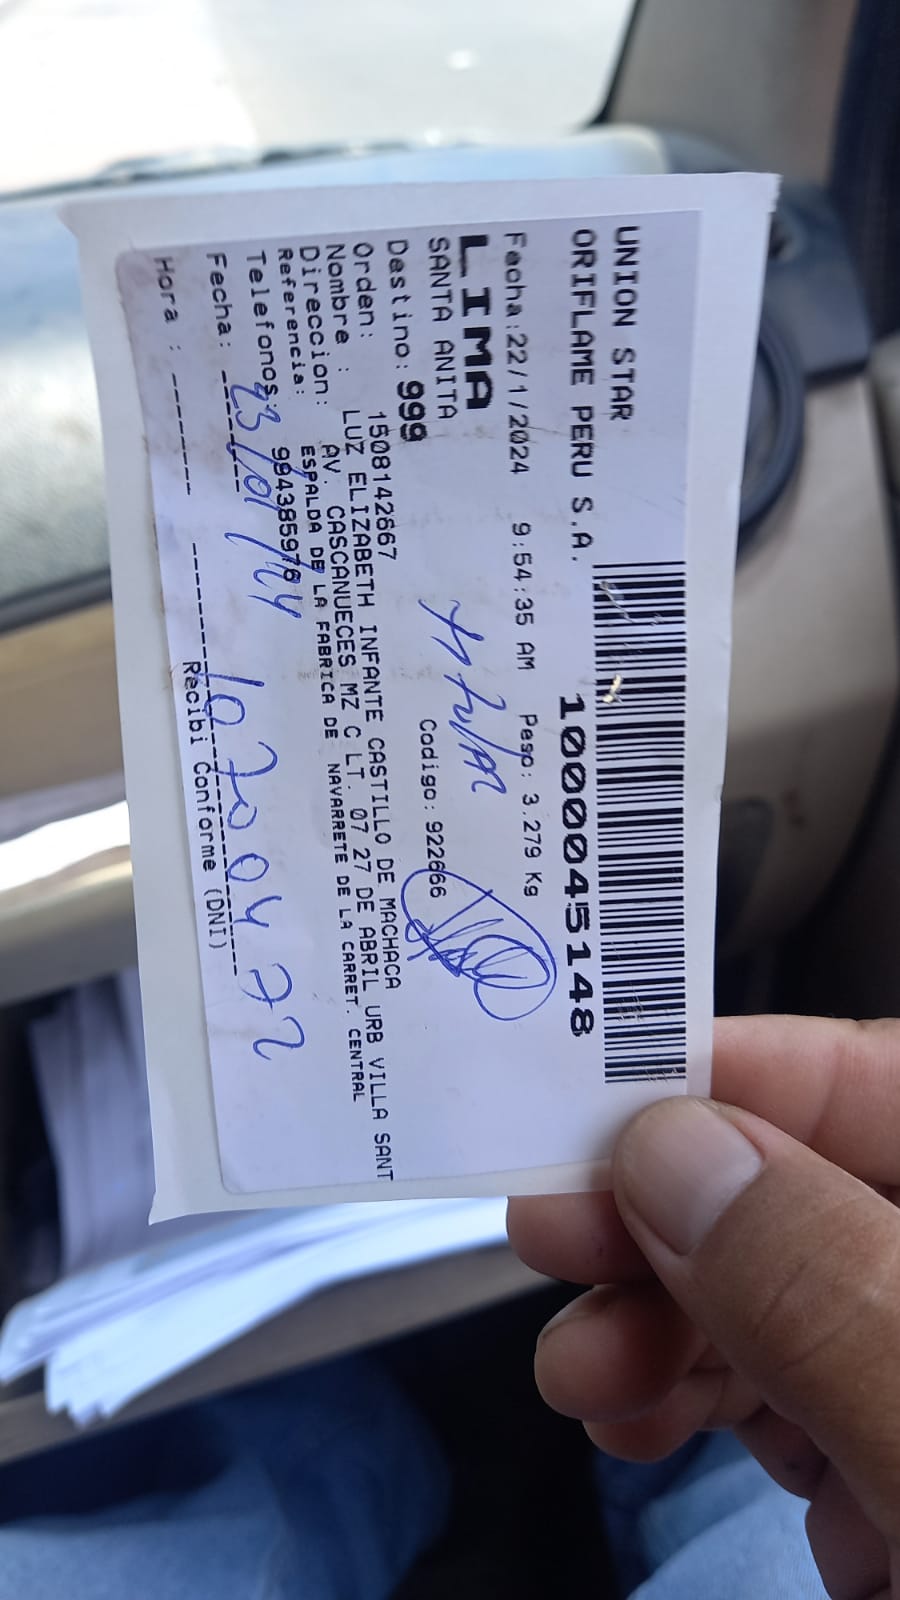 UNION STAR
ORIFLAME PERU S.A.
1000045148
Fecha:22/1/2024 9:54:35 AM Peso: 3.279 Kg
LIMA
SANTA ANITA Codigo: 922666
Destino: 999
Orden: 1508142667
Nombre : LUZ ELIZABETH INFANTE CASTILLO DE MACHACA
Direccion: AV. CASCANUECES MZ C LT. 07 27 DE ABRIL URB VILLA SANT
Referencia: ESPALDA DE LA FABRICA DE NAVARRETE DE LA CARRET. CENTRAL
Telefonos: 994385976
Fecha: 23/01/24 10704872
Hora : Recibi Conforme (DNI)